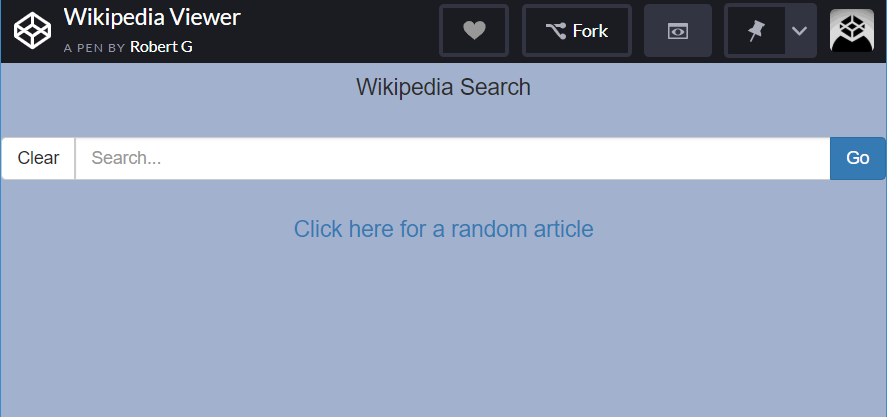 Wikipedia Viewer
A PEN BY Robert G
Fork
Wikipedia Search
Clear Search... Go
Click here for a random article